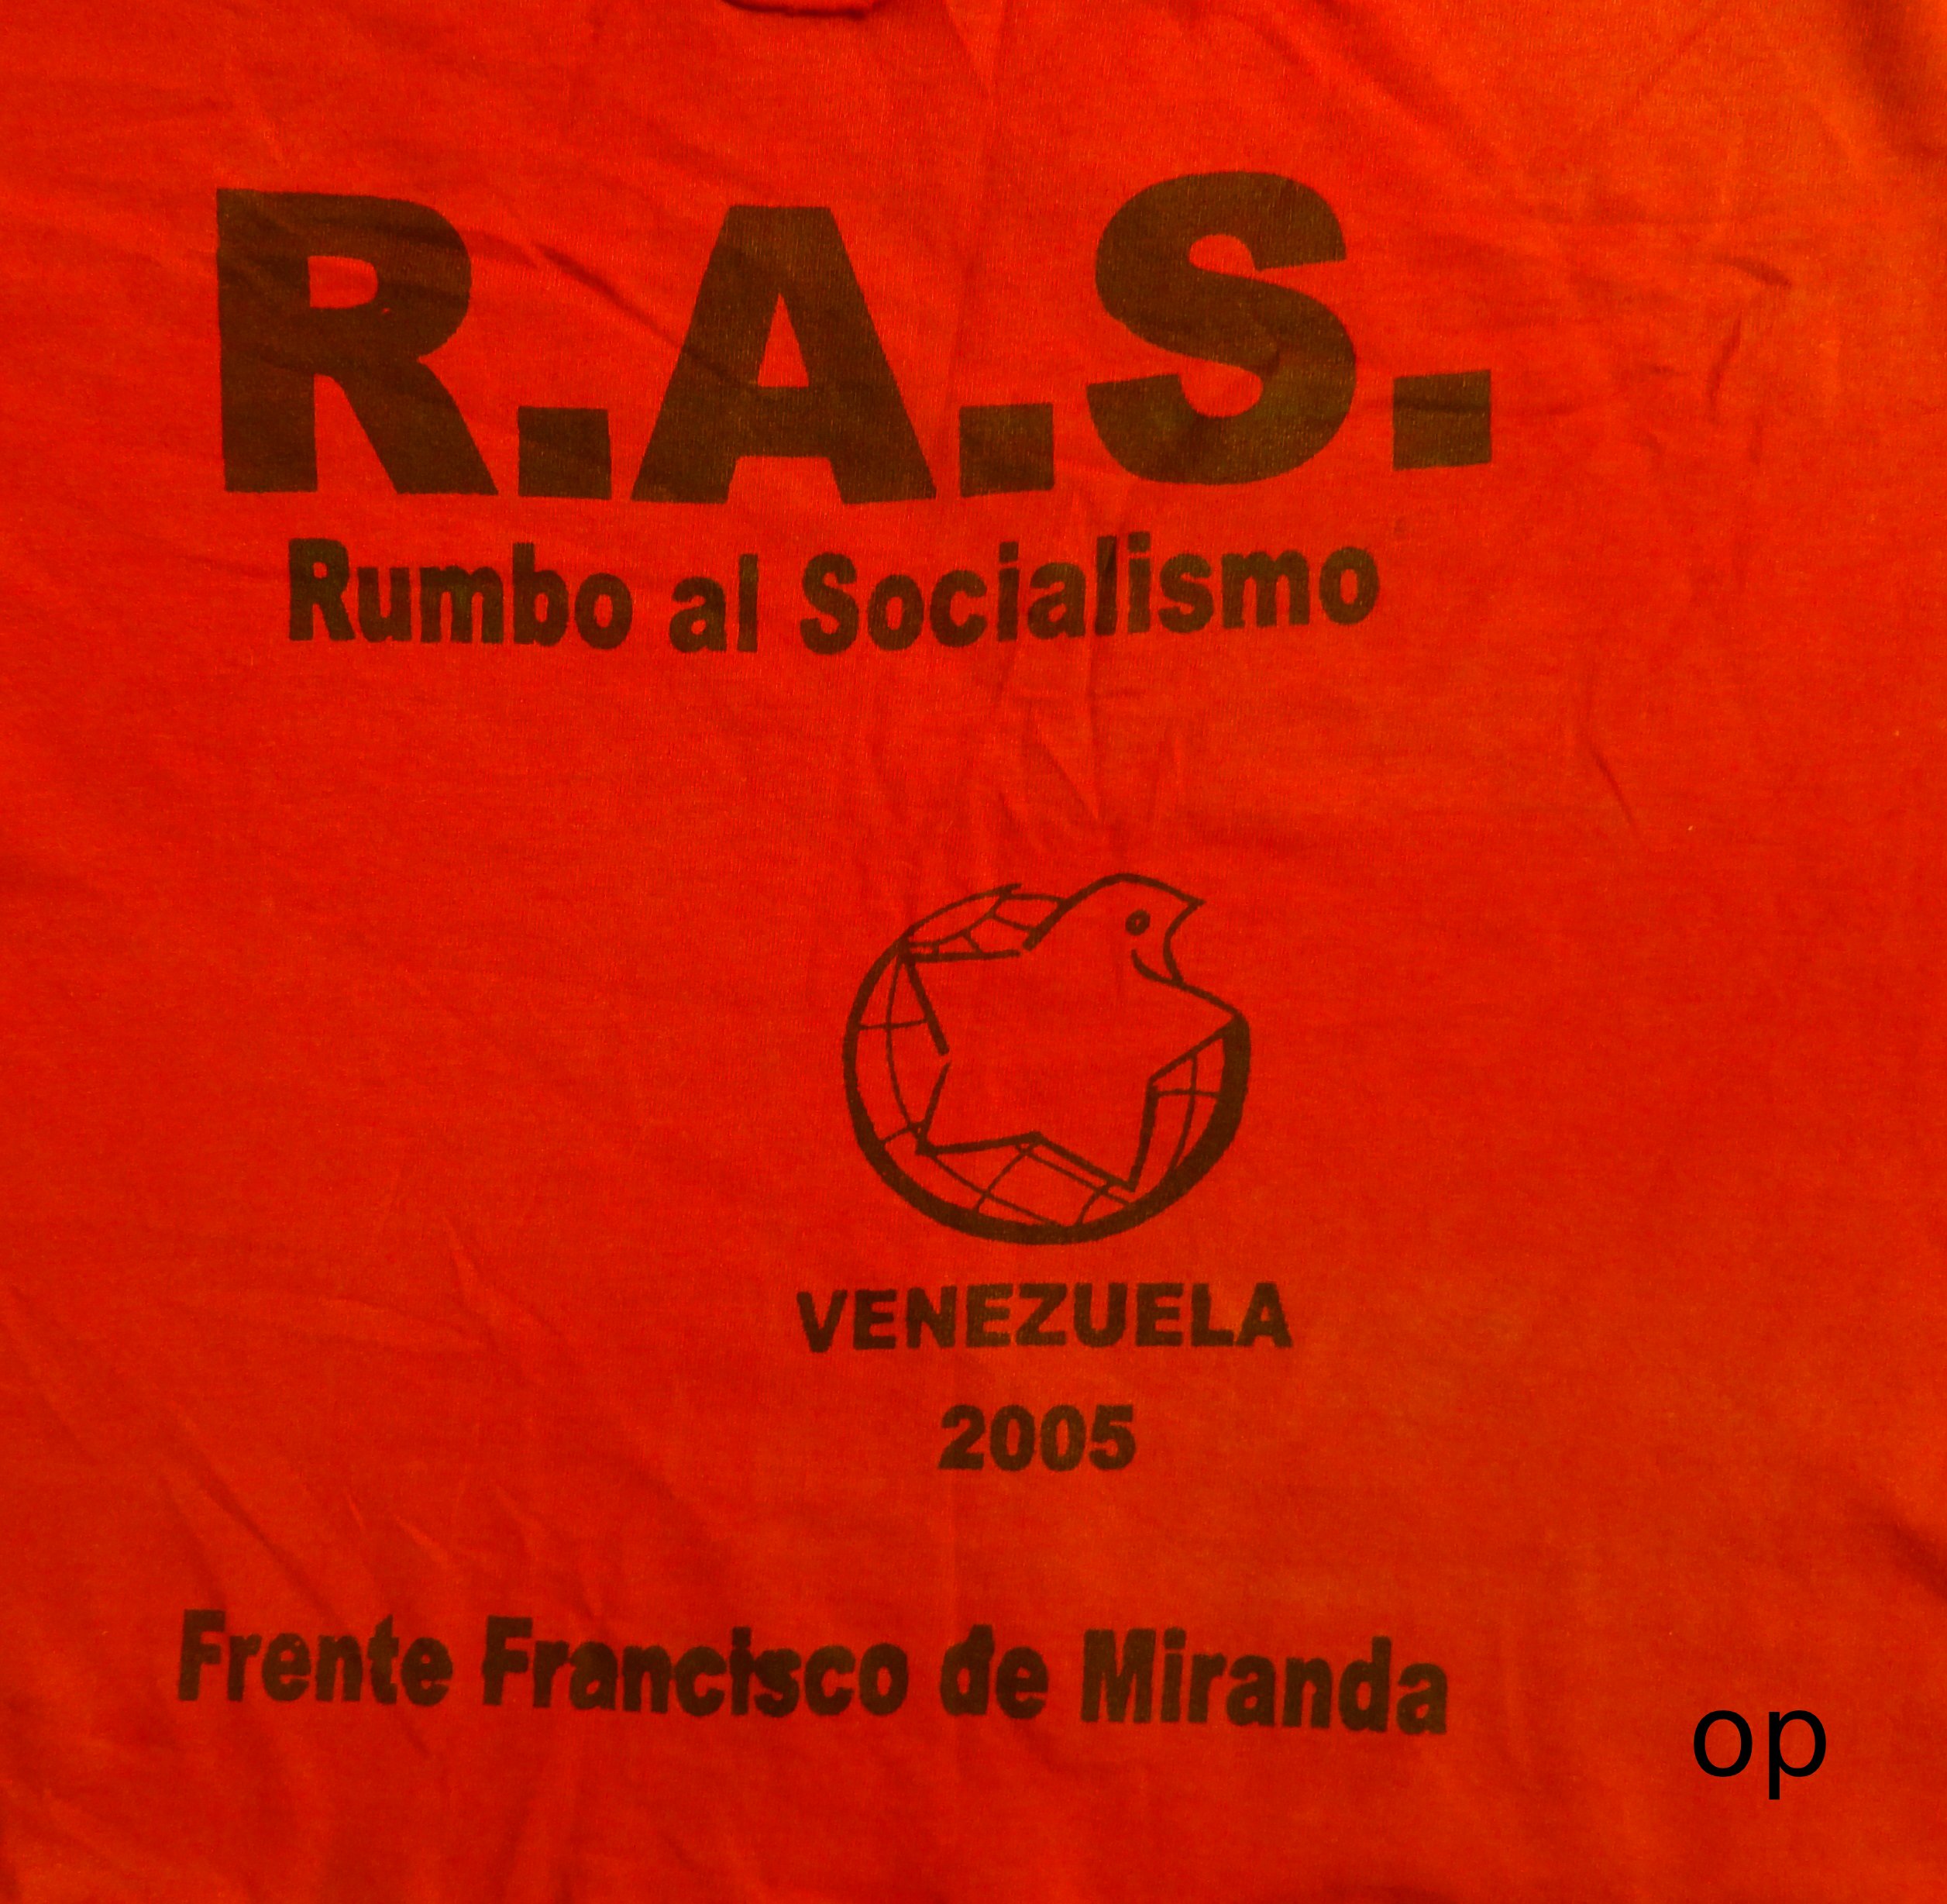 R.A.S.
Rumbo al Socialismo
VENEZUELA
2005
Frente Francisco de Miranda
op